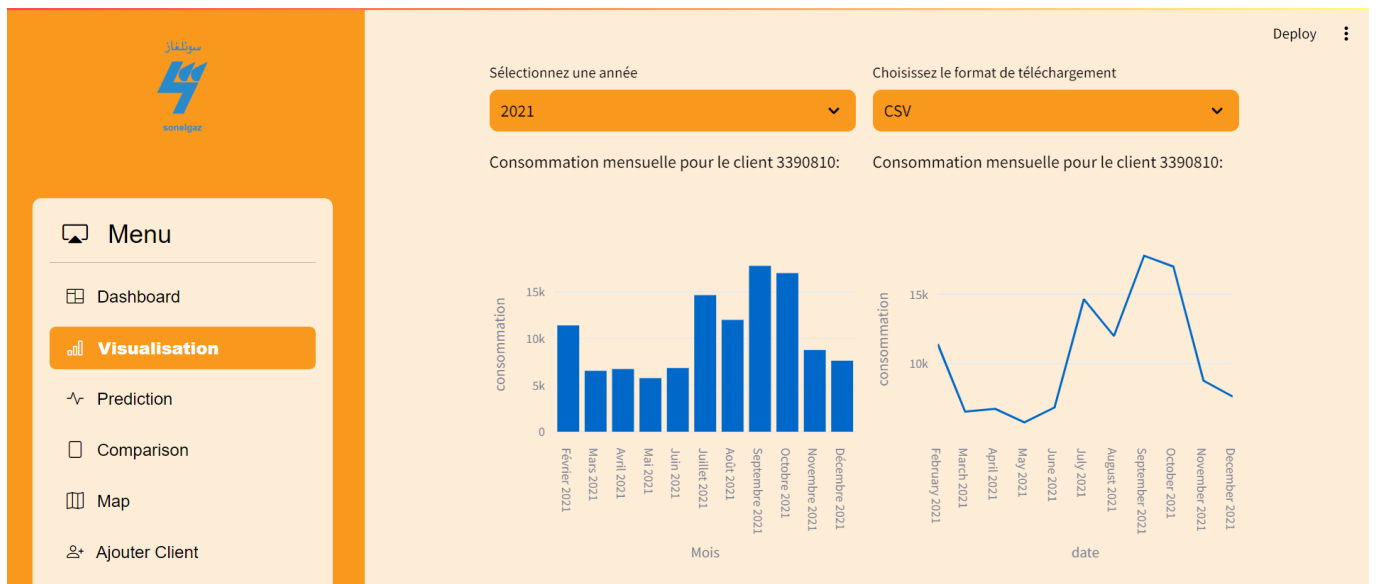 سونلغاز
sonelgaz
Menu
Dashboard
Visualisation
Prediction
Comparison
Map
Ajouter Client
Deploy
Sélectionnez une année
2021
Choisissez le format de téléchargement
CSV
Consommation mensuelle pour le client 3390810:
consommation
15k
10k
5k
0
Février 2021
Mars 2021
Avril 2021
Mai 2021
Juin 2021
Juillet 2021
Août 2021
Septembre 2021
Octobre 2021
Novembre 2021
Décembre 2021
Mois
Consommation mensuelle pour le client 3390810:
consommation
15k
10k
February 2021
March 2021
April 2021
May 2021
June 2021
July 2021
August 2021
September 2021
October 2021
November 2021
December 2021
date